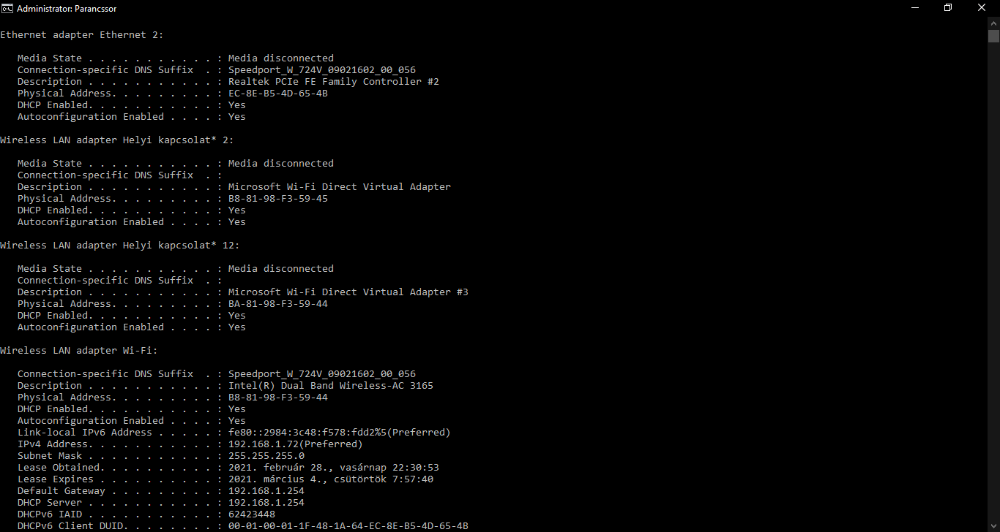 Administrator: Parancssor
Ethernet adapter Ethernet 2:
Media State . . . . . . . . . . . : Media disconnected
Connection-specific DNS Suffix  . : Speedport_W_724V_09021602_00_056
Description . . . . . . . . . . . : Realtek PCIe FE Family Controller #2
Physical Address. . . . . . . . . : EC-8E-B5-4D-65-4B
DHCP Enabled. . . . . . . . . . . : Yes
Autoconfiguration Enabled . . . . : Yes
Wireless LAN adapter Helyi kapcsolat* 2:
Media State . . . . . . . . . . . : Media disconnected
Connection-specific DNS Suffix  . :
Description . . . . . . . . . . . : Microsoft Wi-Fi Direct Virtual Adapter
Physical Address. . . . . . . . . : B8-81-98-F3-59-45
DHCP Enabled. . . . . . . . . . . : Yes
Autoconfiguration Enabled . . . . : Yes
Wireless LAN adapter Helyi kapcsolat* 12:
Media State . . . . . . . . . . . : Media disconnected
Connection-specific DNS Suffix  . :
Description . . . . . . . . . . . : Microsoft Wi-Fi Direct Virtual Adapter #3
Physical Address. . . . . . . . . : BA-81-98-F3-59-44
DHCP Enabled. . . . . . . . . . . : Yes
Autoconfiguration Enabled . . . . : Yes
Wireless LAN adapter Wi-Fi:
Connection-specific DNS Suffix  . : Speedport_W_724V_09021602_00_056
Description . . . . . . . . . . . : Intel(R) Dual Band Wireless-AC 3165
Physical Address. . . . . . . . . : B8-81-98-F3-59-44
DHCP Enabled. . . . . . . . . . . : Yes
Autoconfiguration Enabled . . . . : Yes
Link-local IPv6 Address . . . . . : fe80::2984:3c48:f578:fdd2%5(Preferred)
IPv4 Address. . . . . . . . . . . : 192.168.1.72(Preferred)
Subnet Mask . . . . . . . . . . . : 255.255.255.0
Lease Obtained. . . . . . . . . . : 2021. február 28., vasárnap 22:30:53
Lease Expires . . . . . . . . . . : 2021. március 4., csütörtök 7:57:40
Default Gateway . . . . . . . . . : 192.168.1.254
DHCP Server . . . . . . . . . . . : 192.168.1.254
DHCPv6 IAID . . . . . . . . . . . : 62423448
DHCPv6 Client DUID. . . . . . . . : 00-01-00-01-1F-48-1A-64-EC-8E-B5-4D-65-4B